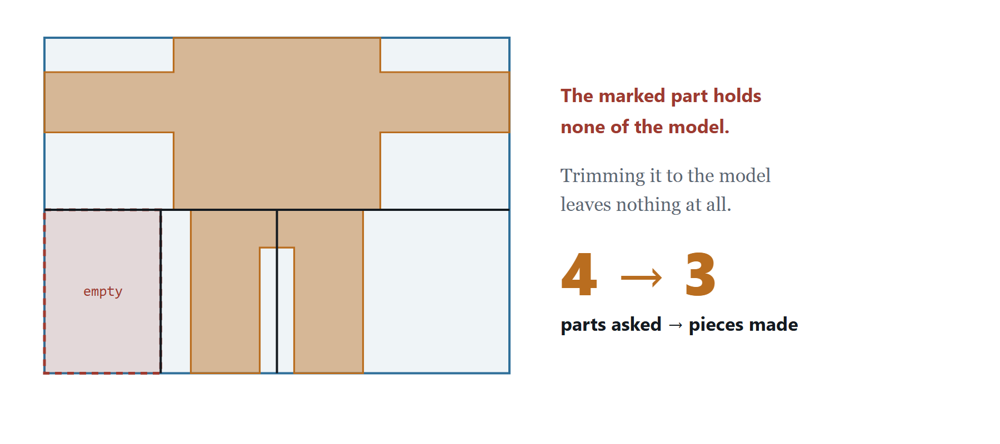 The marked part holds
none of the model.
Trimming it to the model
leaves nothing at all.
4 → 3
parts asked → pieces made
empty